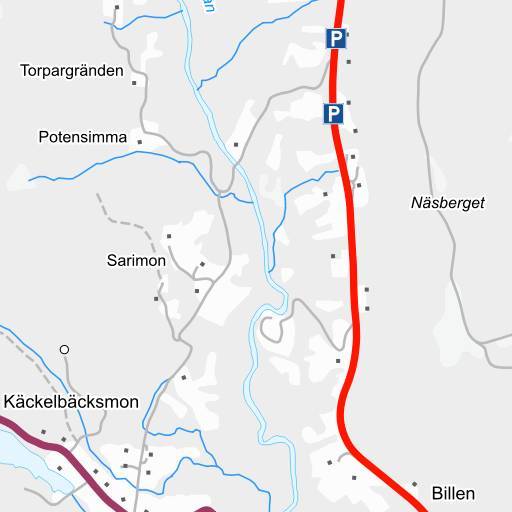 P
Torpargränden
P
Potensimma
Näsberget
Sarimon
Käckelbäcksmon
Billen